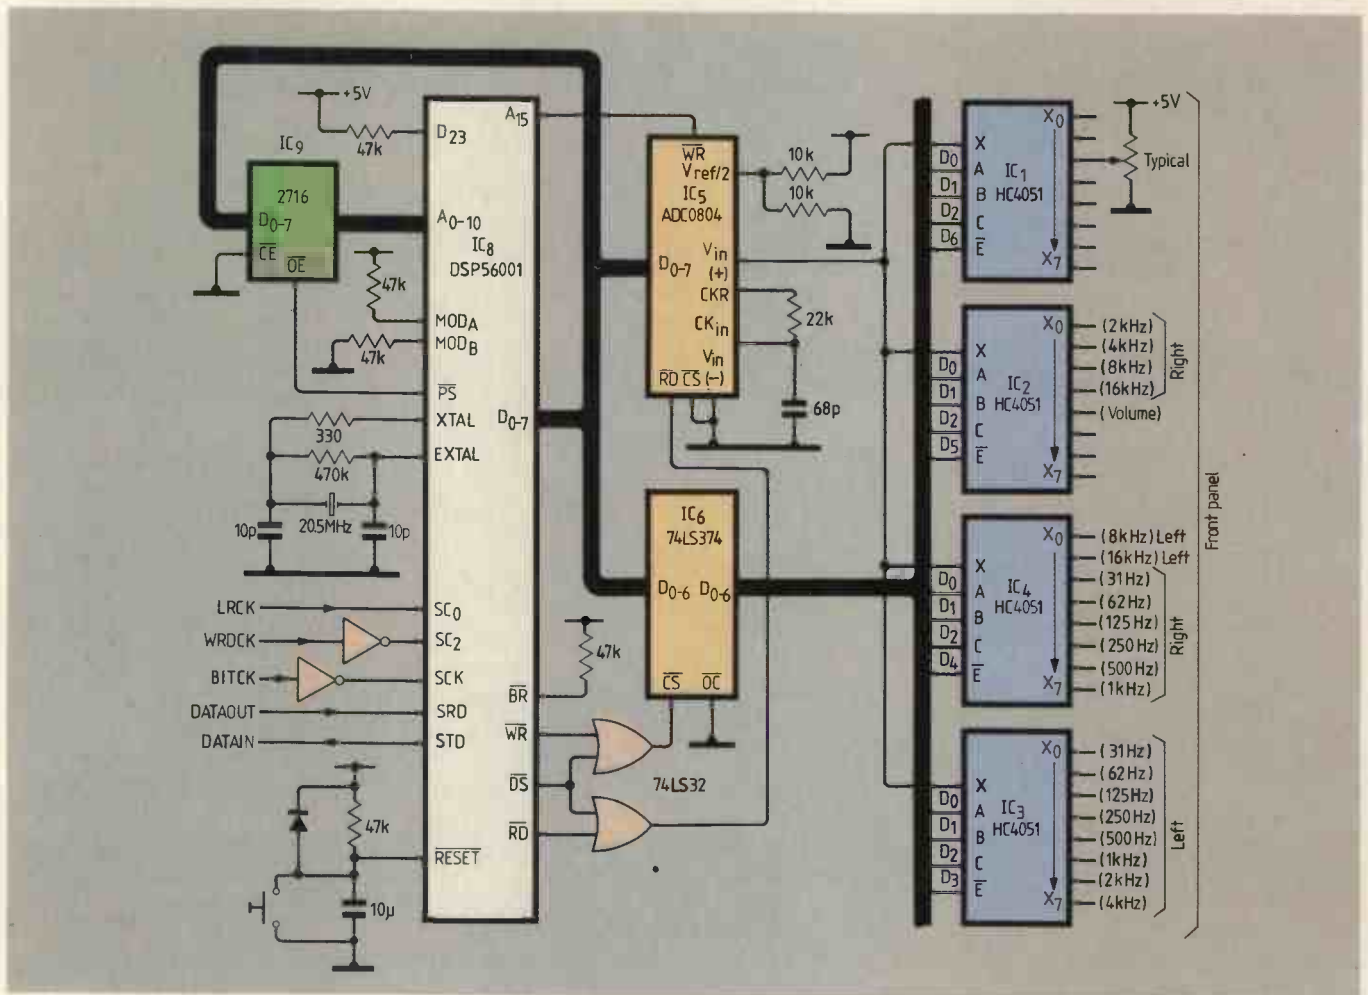 +5V
D23
47k
IC9
2716
D0-7
CE
OE
A0-10
IC8
DSP56001
47k
MODA
MODB
47k
PS
XTAL
330
EXTAL
470k
20.5MHz
10p
10p
LRCK
SC0
WRDCK
SC2
BITCK
SCK
DATAOUT
SRD
DATAIN
STD
47k
RESET
10μ
A15
D0-7
BR
47k
WR
DS
RD
74LS32
WR
Vref/2
IC5
ADC0804
D0-7
Vin
(+)
CKR
CKin
Vin
(-)
RD CS
10k
10k
22k
68p
IC6
74LS374
D0-6 D0-6
CS OC
X
D0
A
D1
B
D2
C
D6
E
IC1
HC4051
X0
X7
+5V
Typical
X
D0
A
D1
B
D2
C
D5
E
IC2
HC4051
X0
X7
(2kHz)
(4kHz)
(8kHz)
(16kHz)
Right
(Volume)
X
D0
A
D1
B
D2
C
D4
E
IC4
HC4051
X0
X7
(8kHz) Left
(16kHz) Left
(31Hz)
(62Hz)
(125Hz)
(250Hz)
(500Hz)
(1kHz)
Right
X
D0
A
D1
B
D2
C
D3
E
IC3
HC4051
X0
X7
(31Hz)
(62Hz)
(125Hz)
(250Hz)
(500Hz)
(1kHz)
(2kHz)
(4kHz)
Left
Front panel